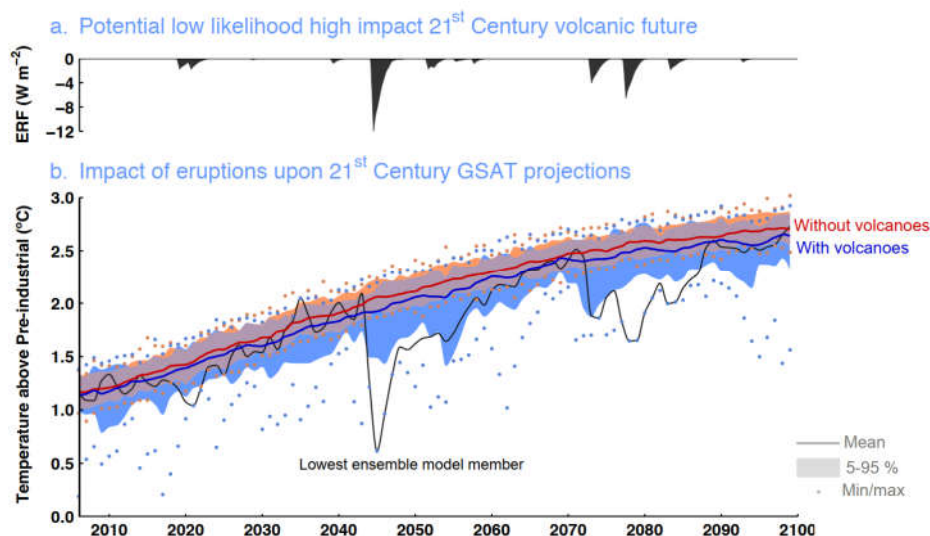 a. Potential low likelihood high impact 21st Century volcanic future
ERF (W m-2)
0
-4
-8
-12
b. Impact of eruptions upon 21st Century GSAT projections
Temperature above Pre-industrial (ºC)
3.0
2.5
2.0
1.5
1.0
0.5
0.0
Without volcanoes
With volcanoes
Lowest ensemble model member
Mean
5-95 %
Min/max
2010 2020 2030 2040 2050 2060 2070 2080 2090 2100